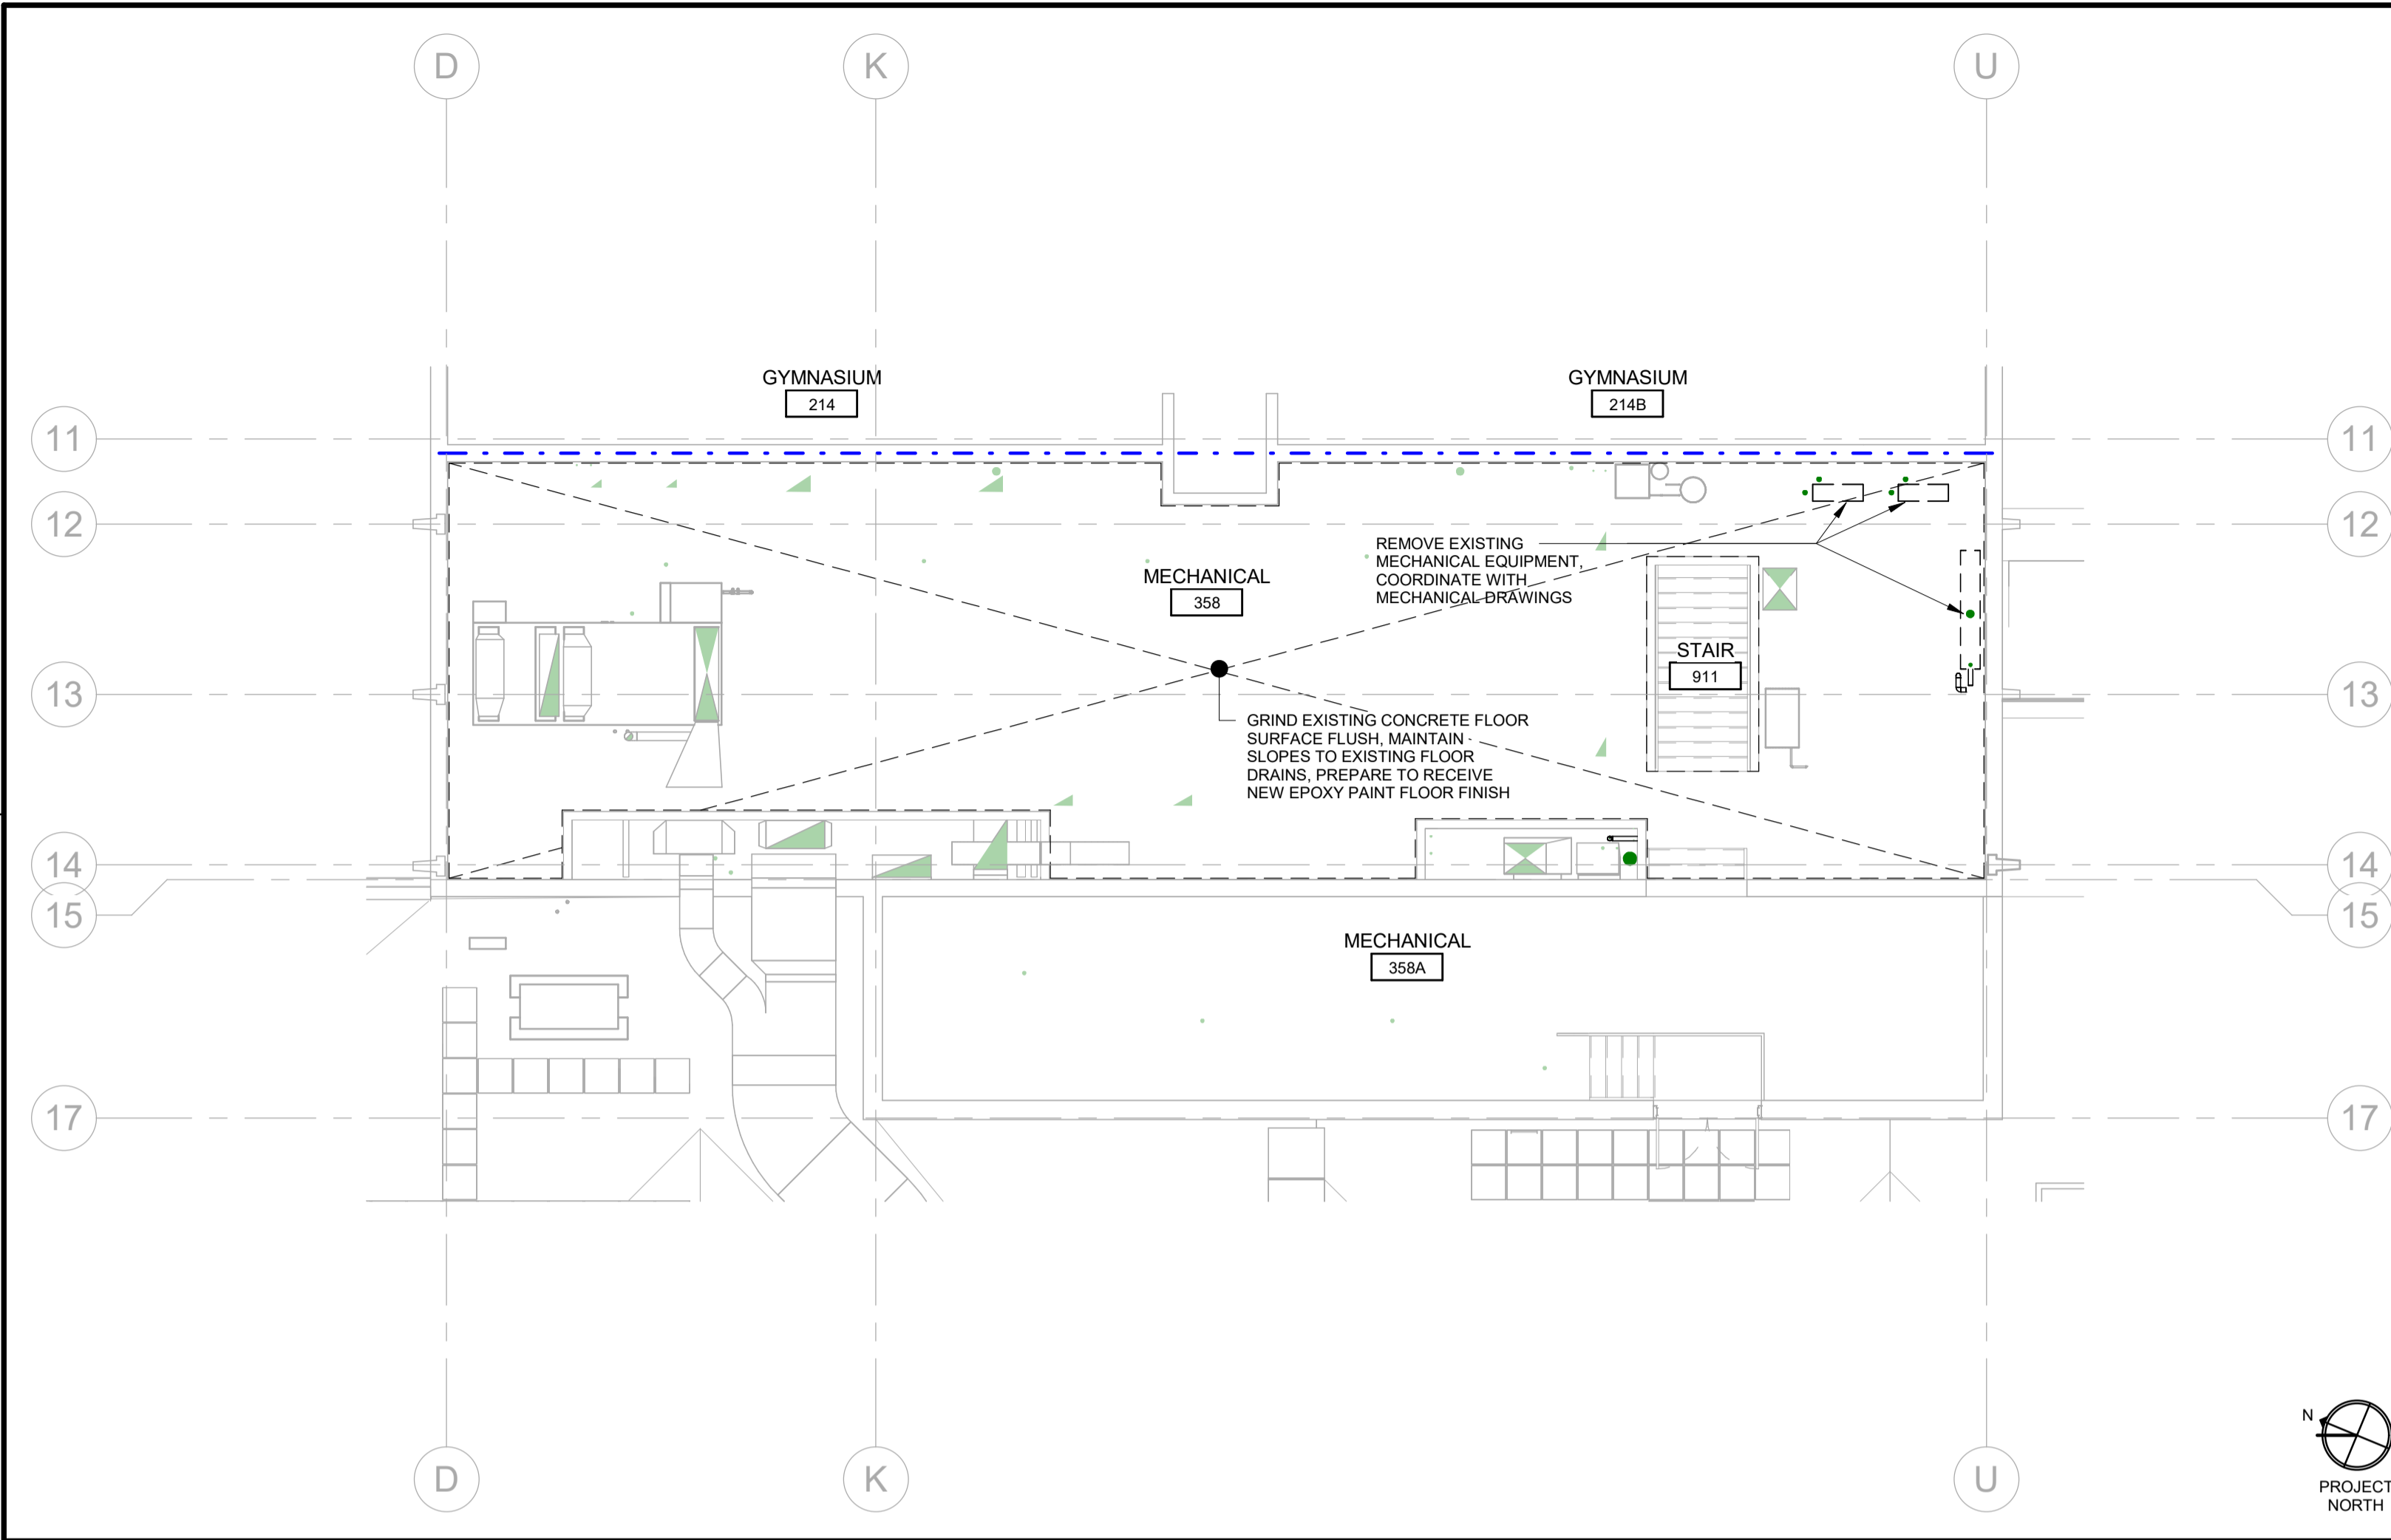 D
K
U
GYMNASIUM
214
GYMNASIUM
214B
11
11
12
12
REMOVE EXISTING
MECHANICAL EQUIPMENT,
COORDINATE WITH
MECHANICAL DRAWINGS
MECHANICAL
358
STAIR
911
13
13
GRIND EXISTING CONCRETE FLOOR
SURFACE FLUSH, MAINTAIN
SLOPES TO EXISTING FLOOR
DRAINS, PREPARE TO RECEIVE
NEW EPOXY PAINT FLOOR FINISH
14
14
15
15
MECHANICAL
358A
17
17
N
PROJECT
NORTH
D
K
U